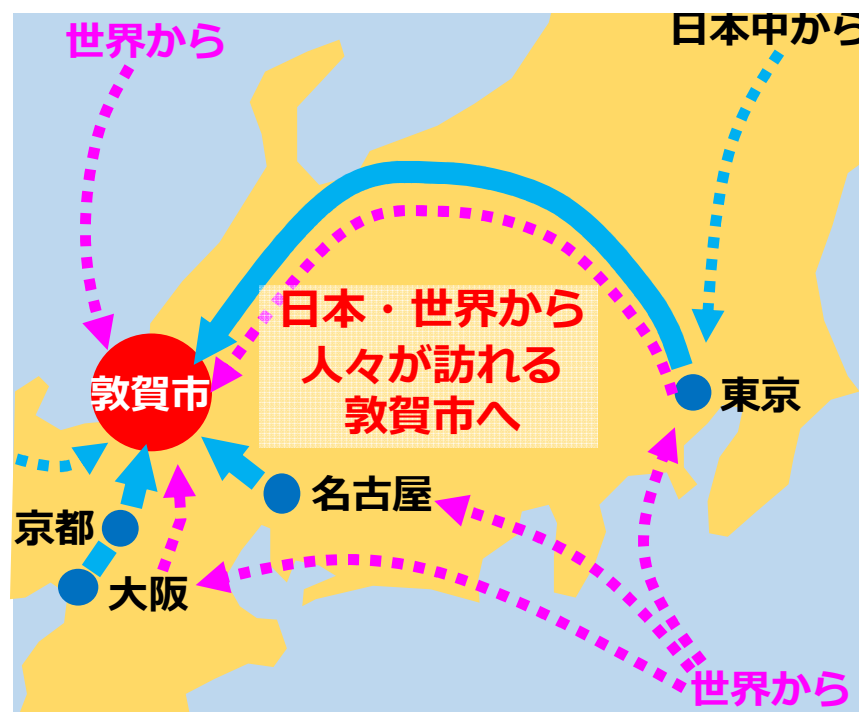 世界から
日本中から
日本・世界から
人々が訪れる
敦賀市へ
敦賀市
東京
名古屋
京都
大阪
世界から